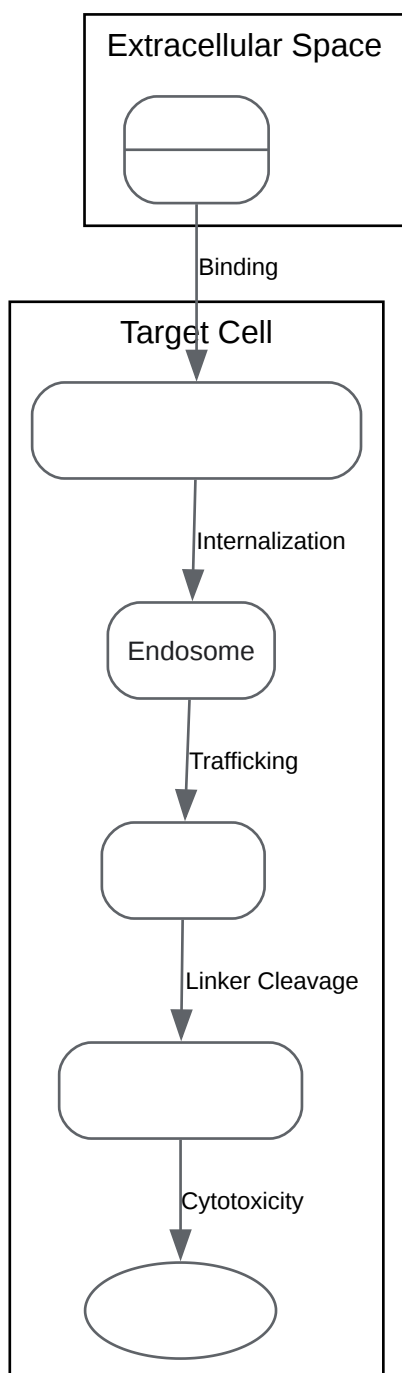 Extracellular Space
Binding
Target Cell
Internalization
Endosome
Trafficking
Linker Cleavage
Cytotoxicity